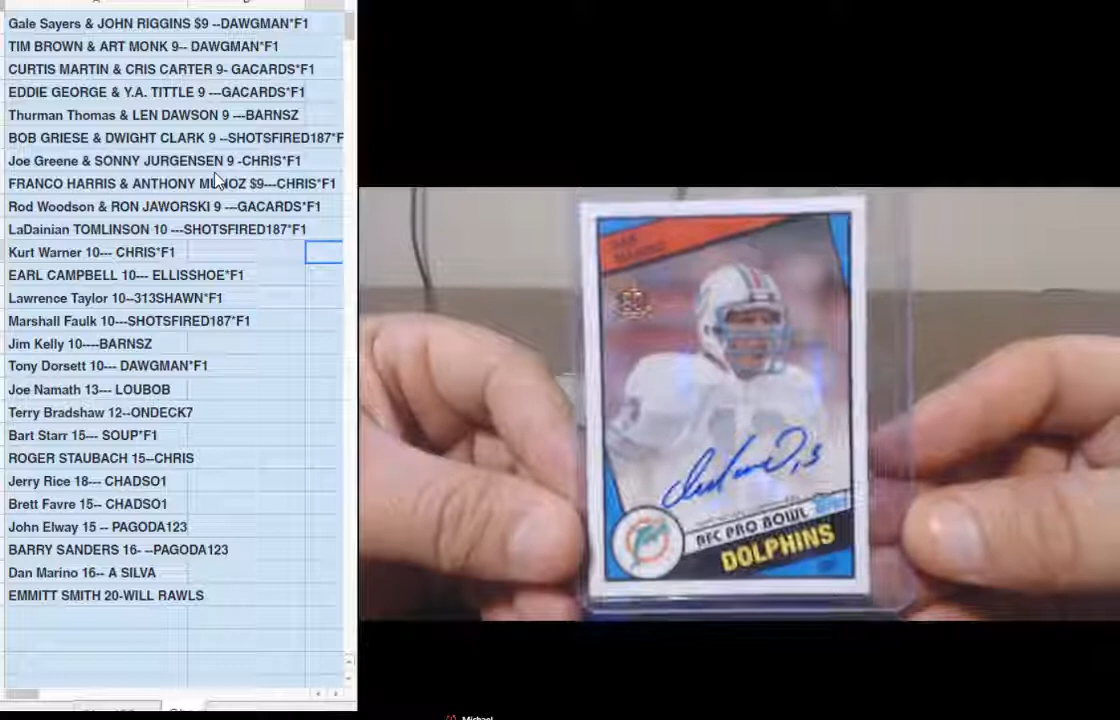 Gale Sayers & JOHN RIGGINS $9 --DAWGMAN*F1
TIM BROWN & ART MONK 9-- DAWGMAN*F1
CURTIS MARTIN & CRIS CARTER 9- GACARDS*F1
EDDIE GEORGE & Y.A. TITTLE 9 ---GACARDS*F1
Thurman Thomas & LEN DAWSON 9 ---BARNSZ
BOB GRIESE & DWIGHT CLARK 9 --SHOTSFIRED187*F
Joe Greene & SONNY JURGENSEN 9 -CHRIS*F1
FRANCO HARRIS & ANTHONY MUNOZ $9---CHRIS*F1
Rod Woodson & RON JAWORSKI 9 ---GACARDS*F1
LaDainian TOMLINSON 10 ---SHOTSFIRED187*F1
Kurt Warner 10--- CHRIS*F1
EARL CAMPBELL 10--- ELLISSHOE*F1
Lawrence Taylor 10--313SHAWN*F1
Marshall Faulk 10---SHOTSFIRED187*F1
Jim Kelly 10----BARNSZ
Tony Dorsett 10--- DAWGMAN*F1
Joe Namath 13--- LOUBOB
Terry Bradshaw 12--ONDECK7
Bart Starr 15--- SOUP*F1
ROGER STAUBACH 15--CHRIS
Jerry Rice 18--- CHADSO1
Brett Favre 15-- CHADSO1
John Elway 15 -- PAGODA123
BARRY SANDERS 16- --PAGODA123
Dan Marino 16-- A SILVA
EMMITT SMITH 20-WILL RAWLS
DAN MARINO
AFC PRO BOWL
DOLPHINS
Michael